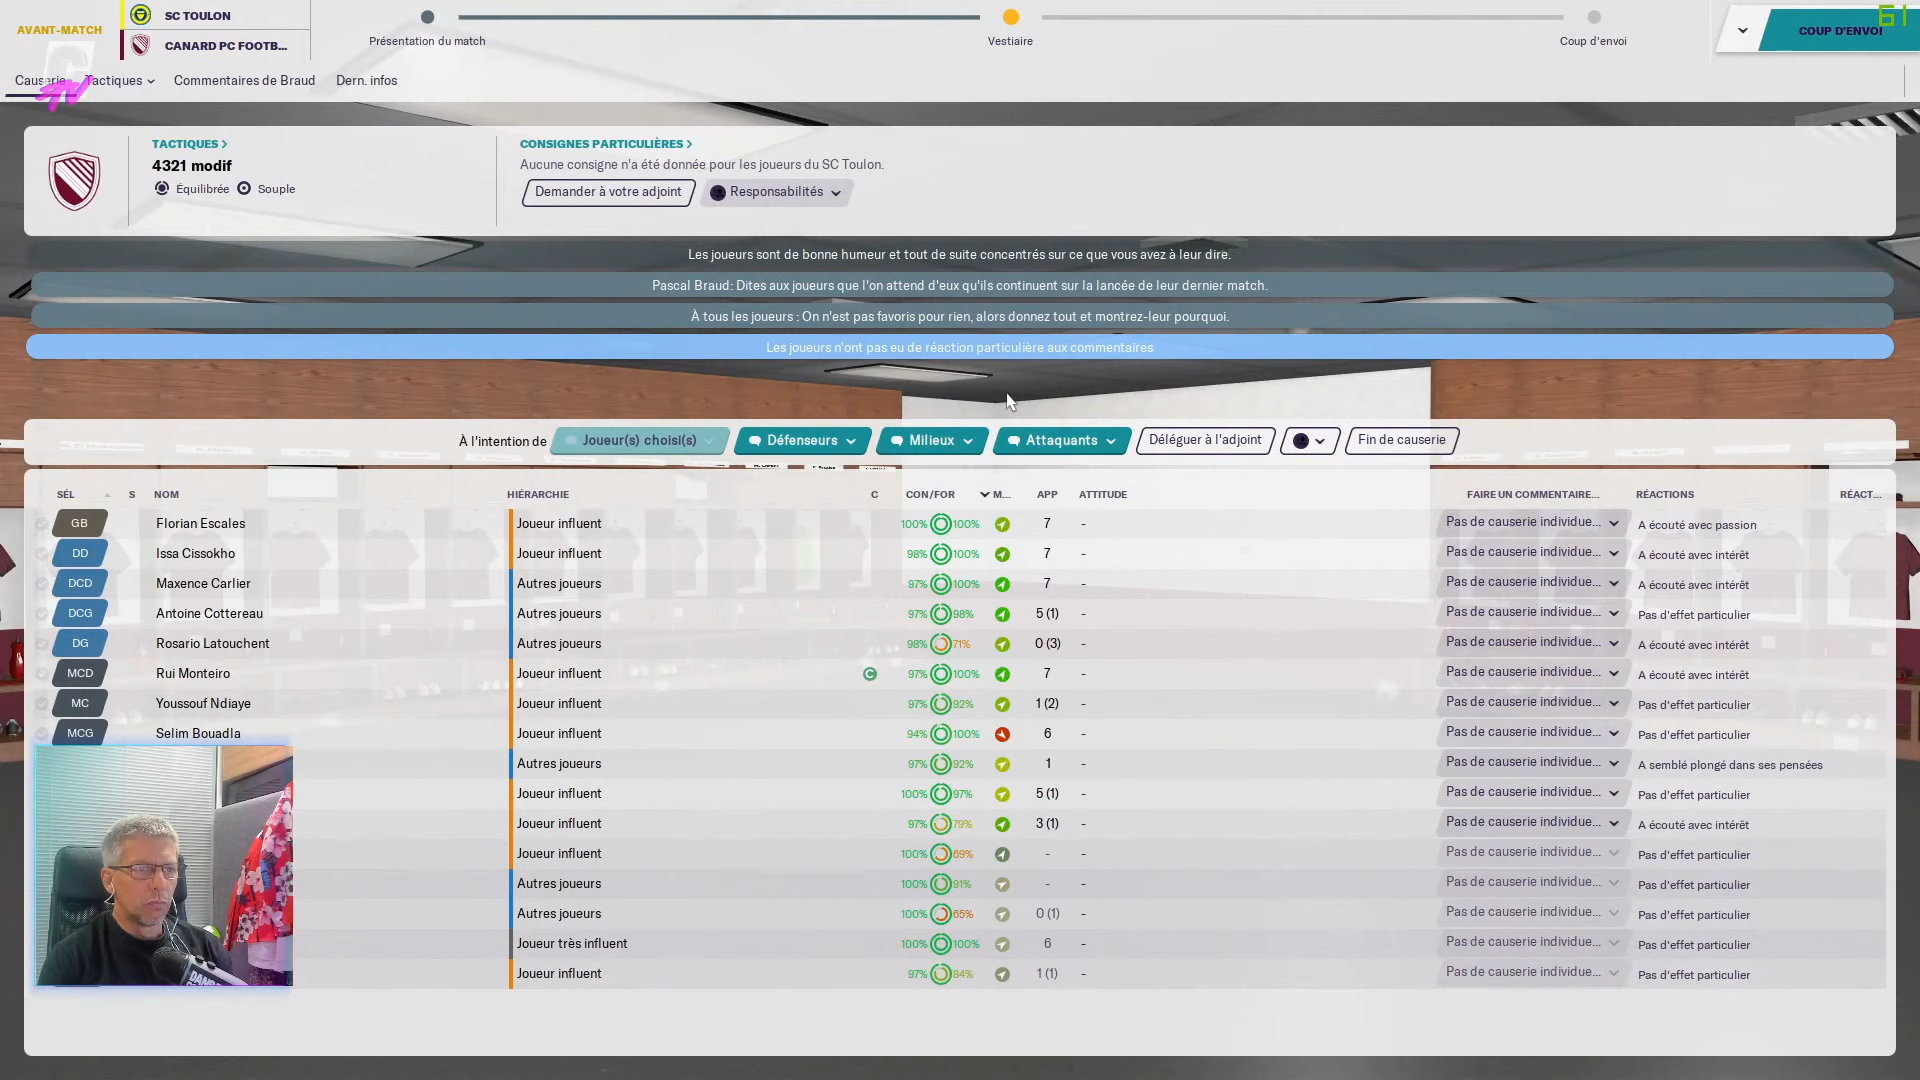 61
AVANT-MATCH
SC TOULON
CANARD PC FOOTB...
Présentation du match
Vestiaire
Coup d'envoi
COUP D'ENVOI
Causerie
Tactiques
Commentaires de Braud
Dern. infos
TACTIQUES
4321 modif
Équilibrée
Souple
CONSIGNES PARTICULIÈRES
Aucune consigne n'a été donnée pour les joueurs du SC Toulon.
Demander à votre adjoint
Responsabilités
Les joueurs sont de bonne humeur et tout de suite concentrés sur ce que vous avez à leur dire.
Pascal Braud: Dites aux joueurs que l'on attend d'eux qu'ils continuent sur la lancée de leur dernier match.
À tous les joueurs : On n'est pas favoris pour rien, alors donnez tout et montrez-leur pourquoi.
Les joueurs n'ont pas eu de réaction particulière aux commentaires
À l'intention de Joueur(s) choisi(s) Défenseurs Milieux Attaquants Déléguer à l'adjoint Fin de causerie
SÉL S NOM HIÉRARCHIE C CON/FOR M... APP ATTITUDE FAIRE UN COMMENTAIRE... RÉACTIONS RÉACT...
GB Florian Escales Joueur influent 100% 100% 7 - Pas de causerie individue... A écouté avec passion
DD Issa Cissokho Joueur influent 98% 100% 7 - Pas de causerie individue... A écouté avec intérêt
DCD Maxence Carlier Autres joueurs 97% 100% 7 - Pas de causerie individue... A écouté avec intérêt
DCG Antoine Cottereau Autres joueurs 97% 98% 5 (1) - Pas de causerie individue... Pas d'effet particulier
DG Rosario Latouchent Autres joueurs 98% 71% 0 (3) - Pas de causerie individue... A écouté avec intérêt
MCD Rui Monteiro Joueur influent C 97% 100% 7 - Pas de causerie individue... A écouté avec intérêt
MC Youssouf Ndiaye Joueur influent 97% 92% 1 (2) - Pas de causerie individue... Pas d'effet particulier
MCG Selim Bouadla Joueur influent 94% 100% 6 - Pas de causerie individue... Pas d'effet particulier
Autres joueurs 97% 92% 1 - Pas de causerie individue... A semblé plongé dans ses pensées
Joueur influent 100% 97% 5 (1) - Pas de causerie individue... Pas d'effet particulier
Joueur influent 97% 79% 3 (1) - Pas de causerie individue... A écouté avec intérêt
Joueur influent 100% 69% - - Pas de causerie individue... Pas d'effet particulier
Autres joueurs 100% 91% - - Pas de causerie individue... Pas d'effet particulier
Autres joueurs 100% 65% 0 (1) - Pas de causerie individue... Pas d'effet particulier
Joueur très influent 100% 100% 6 - Pas de causerie individue... Pas d'effet particulier
Joueur influent 97% 84% 1 (1) - Pas de causerie individue... Pas d'effet particulier